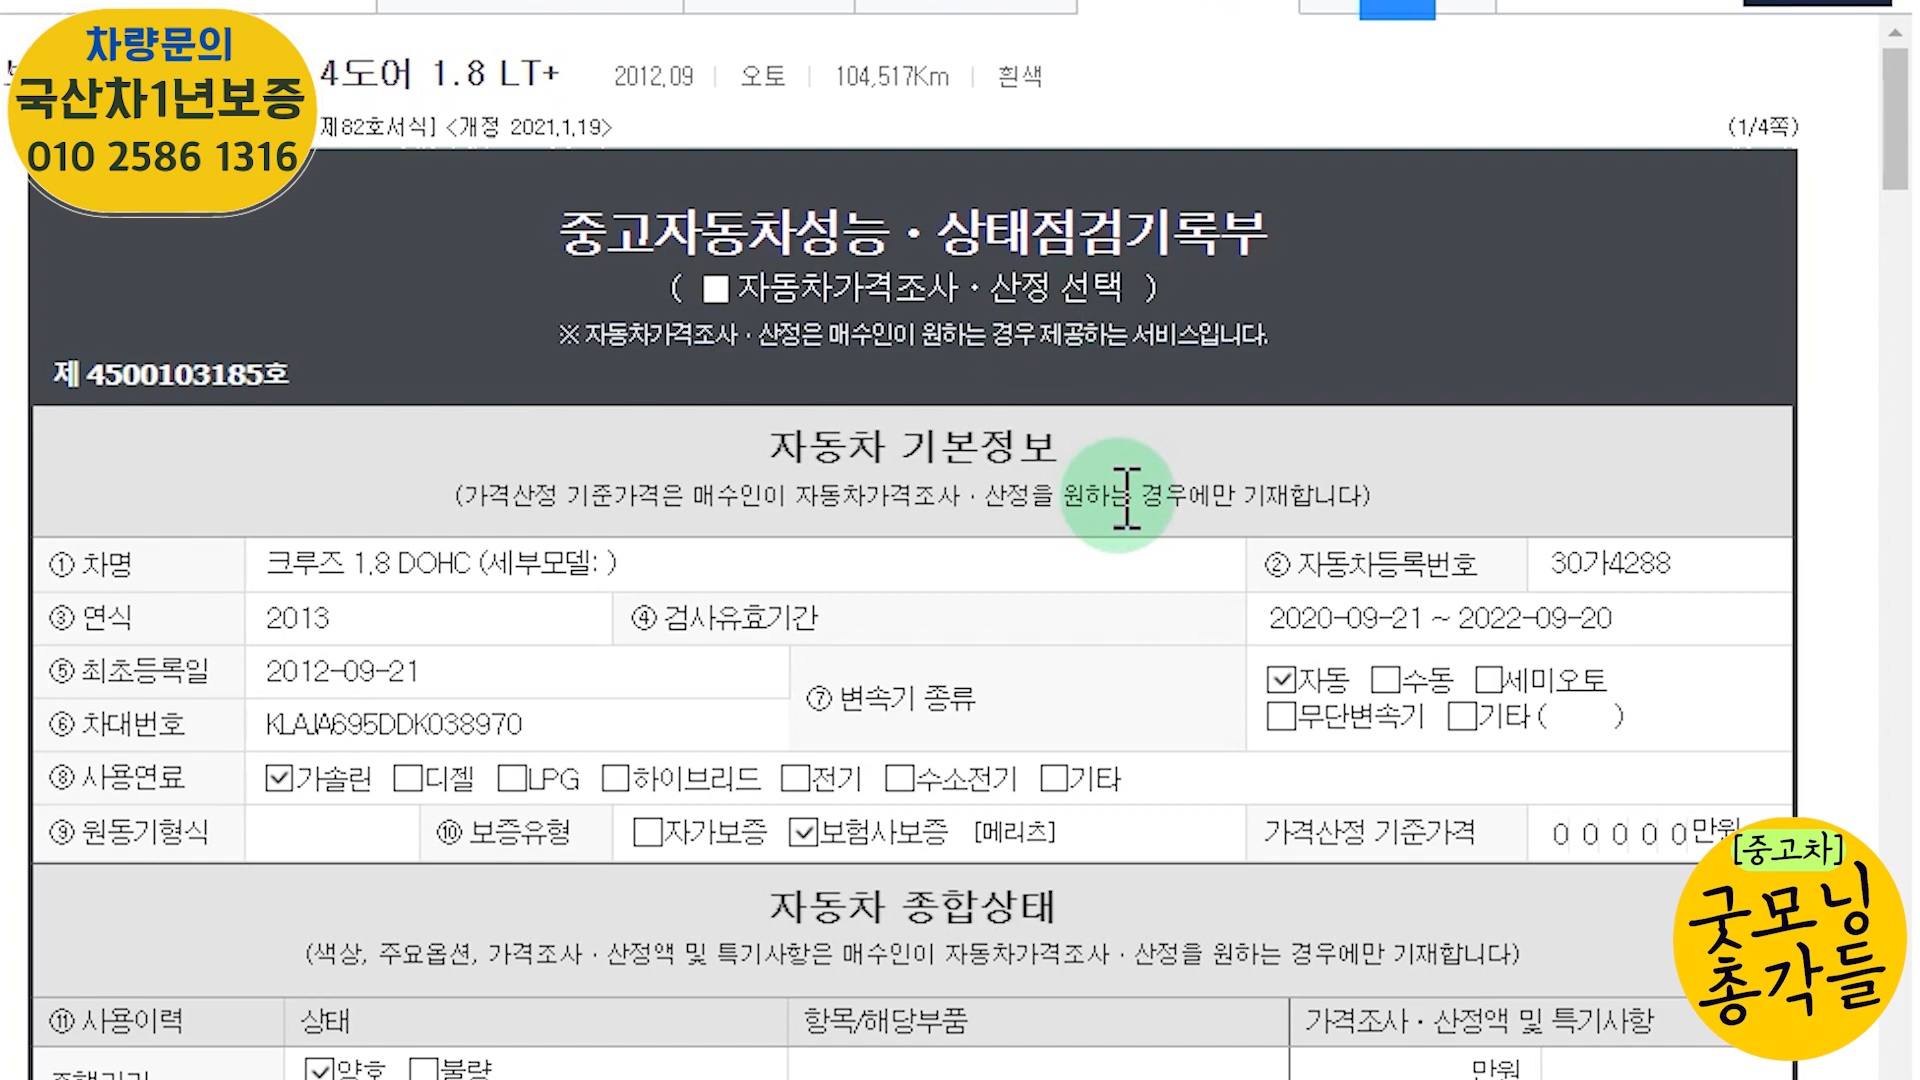 차량문의
국산차1년보증
010 2586 1316
4도어 1.8 LT+ 2012,09 오토 104,517Km 흰색
제82호서식] <개정 2021,1,19> (1/4쪽)
중고자동차성능 · 상태점검기록부
( ■ 자동차가격조사 · 산정 선택 )
※ 자동차가격조사 · 산정은 매수인이 원하는 경우 제공하는 서비스입니다.
제 4500103185호
자동차 기본정보
(가격산정 기준가격은 매수인이 자동차가격조사 · 산정을 원하는 경우에만 기재합니다)
① 차명 크루즈 1,8 DOHC (세부모델: ) ② 자동차등록번호 30가4288
③ 연식 2013 ④ 검사유효기간 2020-09-21 ~ 2022-09-20
⑤ 최초등록일 2012-09-21 ⑦ 변속기 종류 ☑자동 □수동 □세미오토
⑥ 차대번호 KLAJA695DDK038970 □무단변속기 □기타 ( )
⑧ 사용연료 ☑가솔린 □디젤 □LPG □하이브리드 □전기 □수소전기 □기타
⑨ 원동기형식 ⑩ 보증유형 □자가보증 ☑보험사보증 [메리츠] 가격산정 기준가격 0 0 0 0 0 만원
자동차 종합상태
(색상, 주요옵션, 가격조사 · 산정액 및 특기사항은 매수인이 자동차가격조사 · 산정을 원하는 경우에만 기재합니다)
⑪ 사용이력 상태 항목/해당부품 가격조사 · 산정액 및 특기사항
☑양호 □불량 만원
[중고차]
굿모닝
총각들